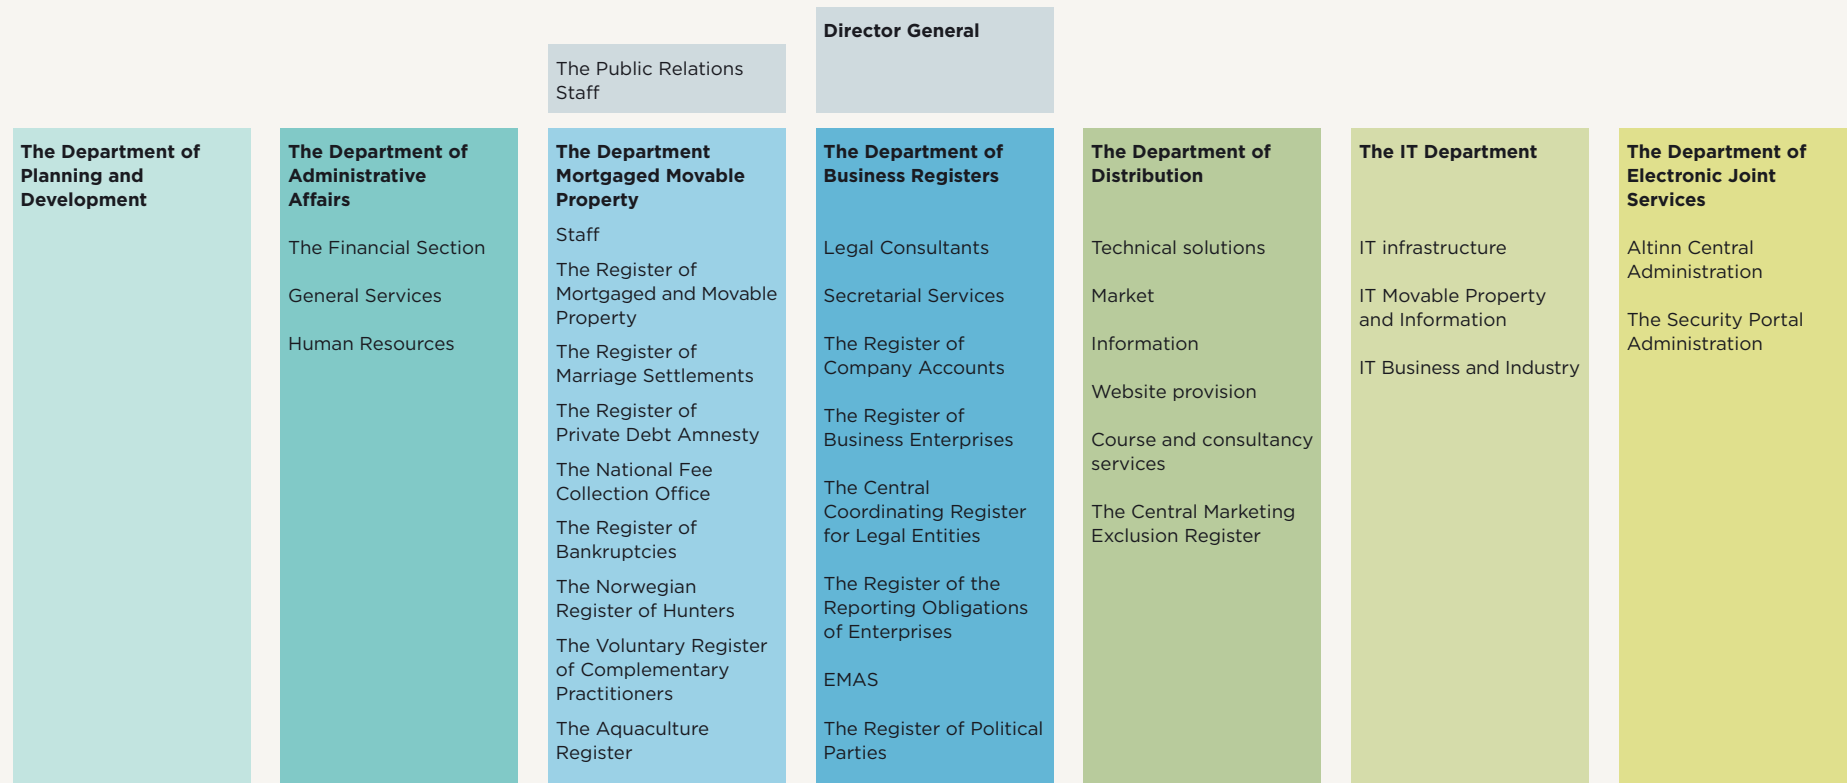 Director General
The Public Relations
Staff
The Department of
Planning and
Development
The Department of
Administrative
Affairs
The Financial Section
General Services
Human Resources
The Department
Mortgaged Movable
Property
Staff
The Register of
Mortgaged and Movable
Property
The Register of
Marriage Settlements
The Register of
Private Debt Amnesty
The National Fee
Collection Office
The Register of
Bankruptcies
The Norwegian
Register of Hunters
The Voluntary Register
of Complementary
Practitioners
The Aquaculture
Register
The Department of
Business Registers
Legal Consultants
Secretarial Services
The Register of
Company Accounts
The Register of
Business Enterprises
The Central
Coordinating Register
for Legal Entities
The Register of the
Reporting Obligations
of Enterprises
EMAS
The Register of Political
Parties
The Department of
Distribution
Technical solutions
Market
Information
Website provision
Course and consultancy
services
The Central Marketing
Exclusion Register
The IT Department
IT infrastructure
IT Movable Property
and Information
IT Business and Industry
The Department of
Electronic Joint
Services
Altinn Central
Administration
The Security Portal
Administration